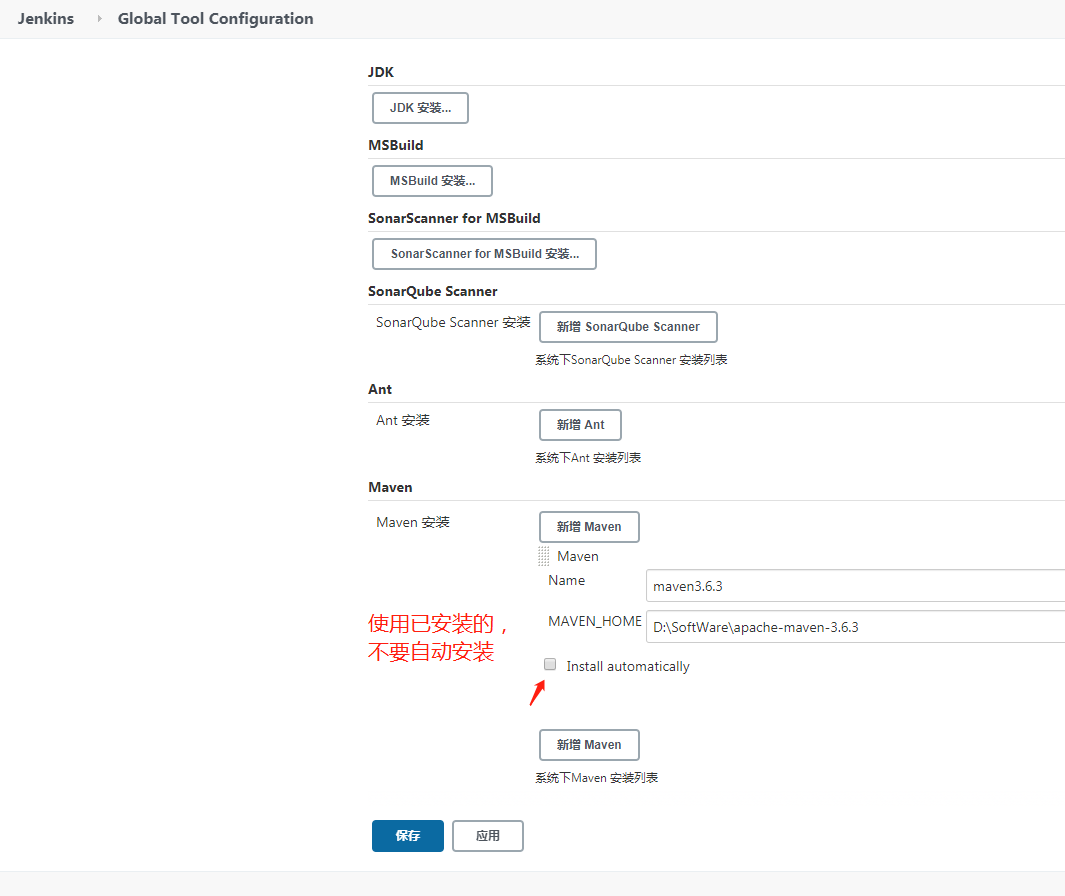 Jenkins Global Tool Configuration
JDK
JDK 安装...
MSBuild
MSBuild 安装...
SonarScanner for MSBuild
SonarScanner for MSBuild 安装...
SonarQube Scanner
SonarQube Scanner 安装 新增 SonarQube Scanner
系统下SonarQube Scanner 安装列表
Ant
Ant 安装 新增 Ant
系统下Ant 安装列表
Maven
Maven 安装 新增 Maven
Maven
Name maven3.6.3
MAVEN_HOME D:\SoftWare\apache-maven-3.6.3
使用已安装的，
不要自动安装
Install automatically
新增 Maven
系统下Maven 安装列表
保存 应用